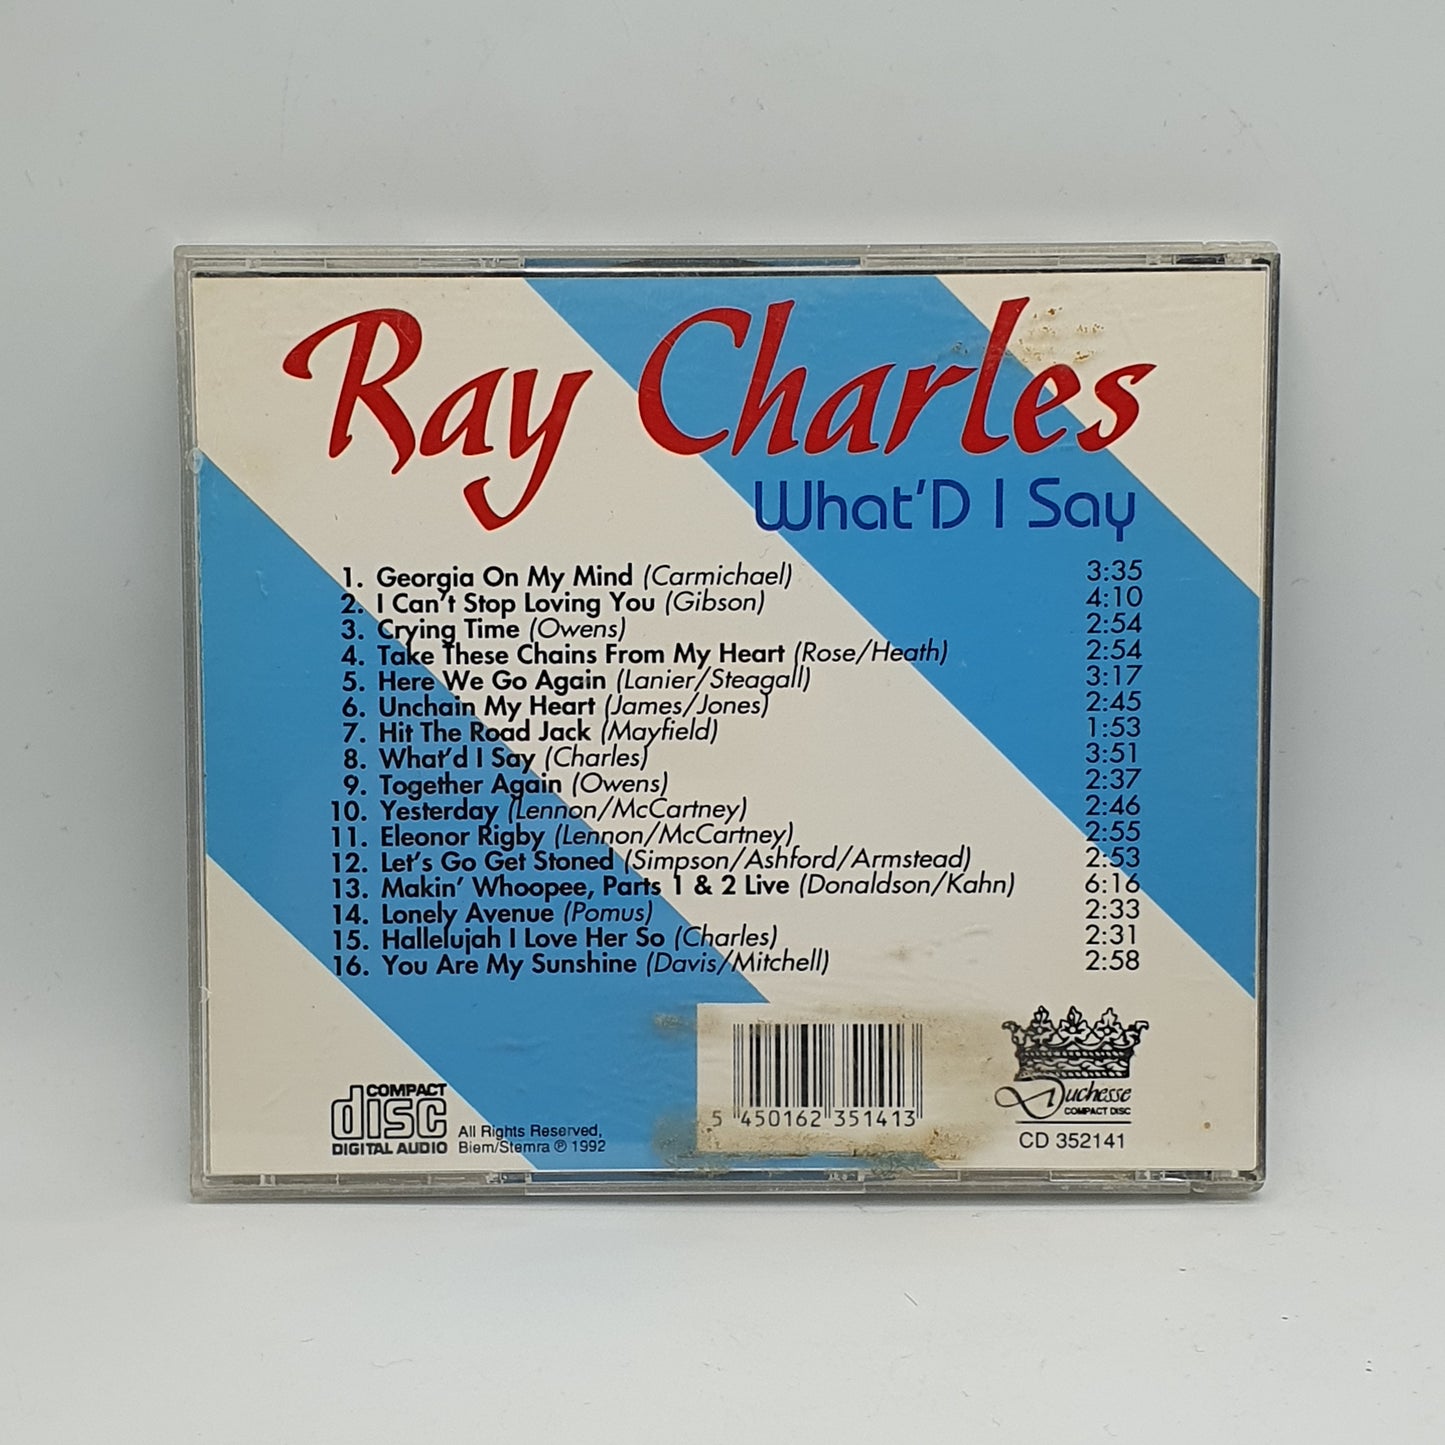 Ray Charles
What'D I Say
1. Georgia On My Mind (Carmichael) 3:35
2. I Can't Stop Loving You (Gibson) 4:10
3. Crying Time (Owens) 2:54
4. Take These Chains From My Heart (Rose/Heath) 2:54
5. Here We Go Again (Lanier/Steagall) 3:17
6. Unchain My Heart (James/Jones) 2:45
7. Hit The Road Jack (Mayfield) 1:53
8. What'd I Say (Charles) 3:51
9. Together Again (Owens) 2:37
10. Yesterday (Lennon/McCartney) 2:46
11. Eleonor Rigby (Lennon/McCartney) 2:55
12. Let's Go Get Stoned (Simpson/Ashford/Armstead) 2:53
13. Makin' Whoopee, Parts 1 & 2 Live (Donaldson/Kahn) 6:16
14. Lonely Avenue (Pomus) 2:33
15. Hallelujah I Love Her So (Charles) 2:31
16. You Are My Sunshine (Davis/Mitchell) 2:58
COMPACT
disc
DIGITAL AUDIO
All Rights Reserved,
Biem/Stemra ℗ 1992
5 450162 351413
Duchesse
COMPACT DISC
CD 352141